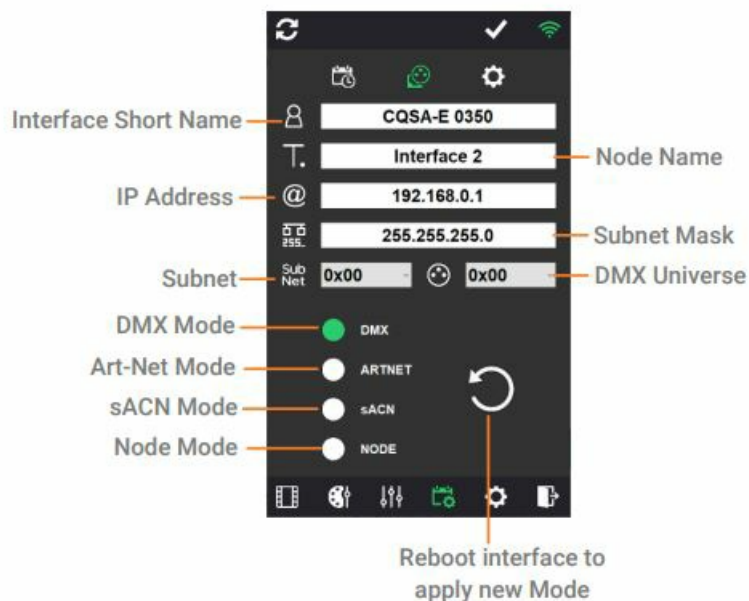 Interface Short Name
CQSA-E 0350
T.
Interface 2
Node Name
IP Address
@
192.168.0.1
255_
255.255.255.0
Subnet Mask
Subnet
Sub
Net
0x00
0x00
DMX Universe
DMX Mode
DMX
Art-Net Mode
ARTNET
sACN Mode
sACN
Node Mode
NODE
Reboot interface to
apply new Mode